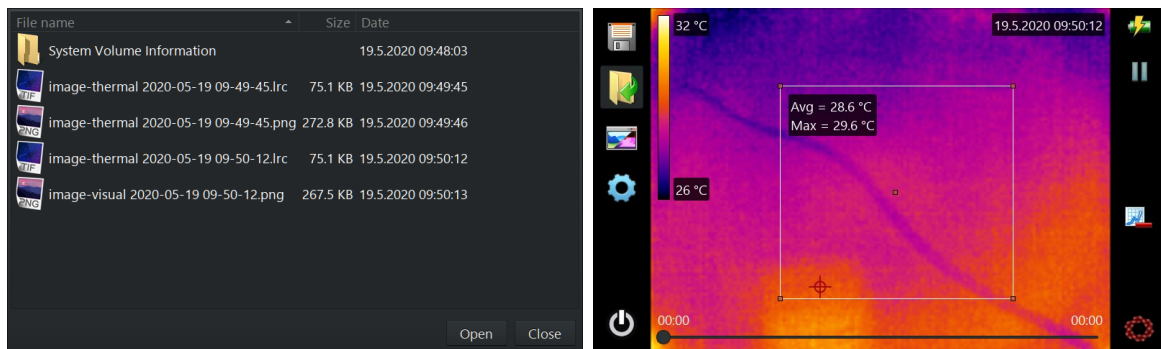 File name Size Date
System Volume Information 19.5.2020 09:48:03
image-thermal 2020-05-19 09-49-45.lrc 75.1 KB 19.5.2020 09:49:45
image-thermal 2020-05-19 09-49-45.png 272.8 KB 19.5.2020 09:49:46
image-thermal 2020-05-19 09-50-12.lrc 75.1 KB 19.5.2020 09:50:12
image-visual 2020-05-19 09-50-12.png 267.5 KB 19.5.2020 09:50:13
TIF
PNG
TIF
PNG
Open Close
32 °C 19.5.2020 09:50:12
Avg = 28.6 °C
Max = 29.6 °C
26 °C
00:00 00:00